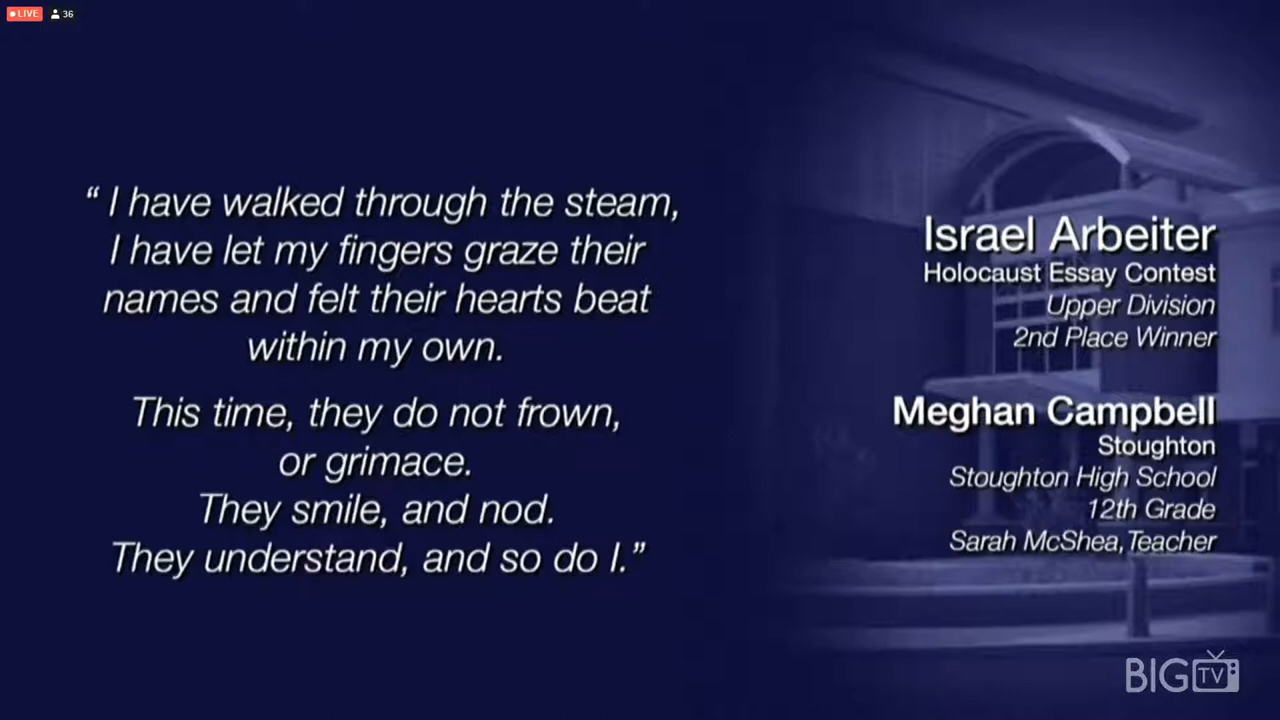 LIVE 36
“ I have walked through the steam,
I have let my fingers graze their
names and felt their hearts beat
within my own.
This time, they do not frown,
or grimace.
They smile, and nod.
They understand, and so do I.”
Israel Arbeiter
Holocaust Essay Contest
Upper Division
2nd Place Winner
Meghan Campbell
Stoughton
Stoughton High School
12th Grade
Sarah McShea, Teacher
BIG TV